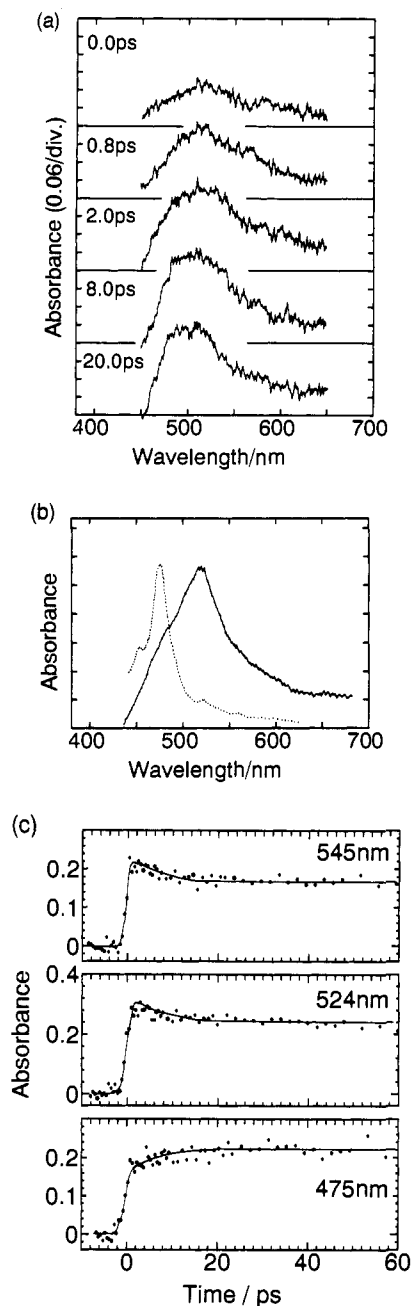 (a)
0.0ps
0.8ps
2.0ps
8.0ps
20.0ps
Absorbance (0.06/div.)
400 500 600 700
Wavelength/nm
(b)
Absorbance
400 500 600 700
Wavelength/nm
(c)
545nm
0.2
0.1
0
0.4
524nm
0.2
0
Absorbance
0.2
475nm
0.1
0
0 20 40 60
Time / ps